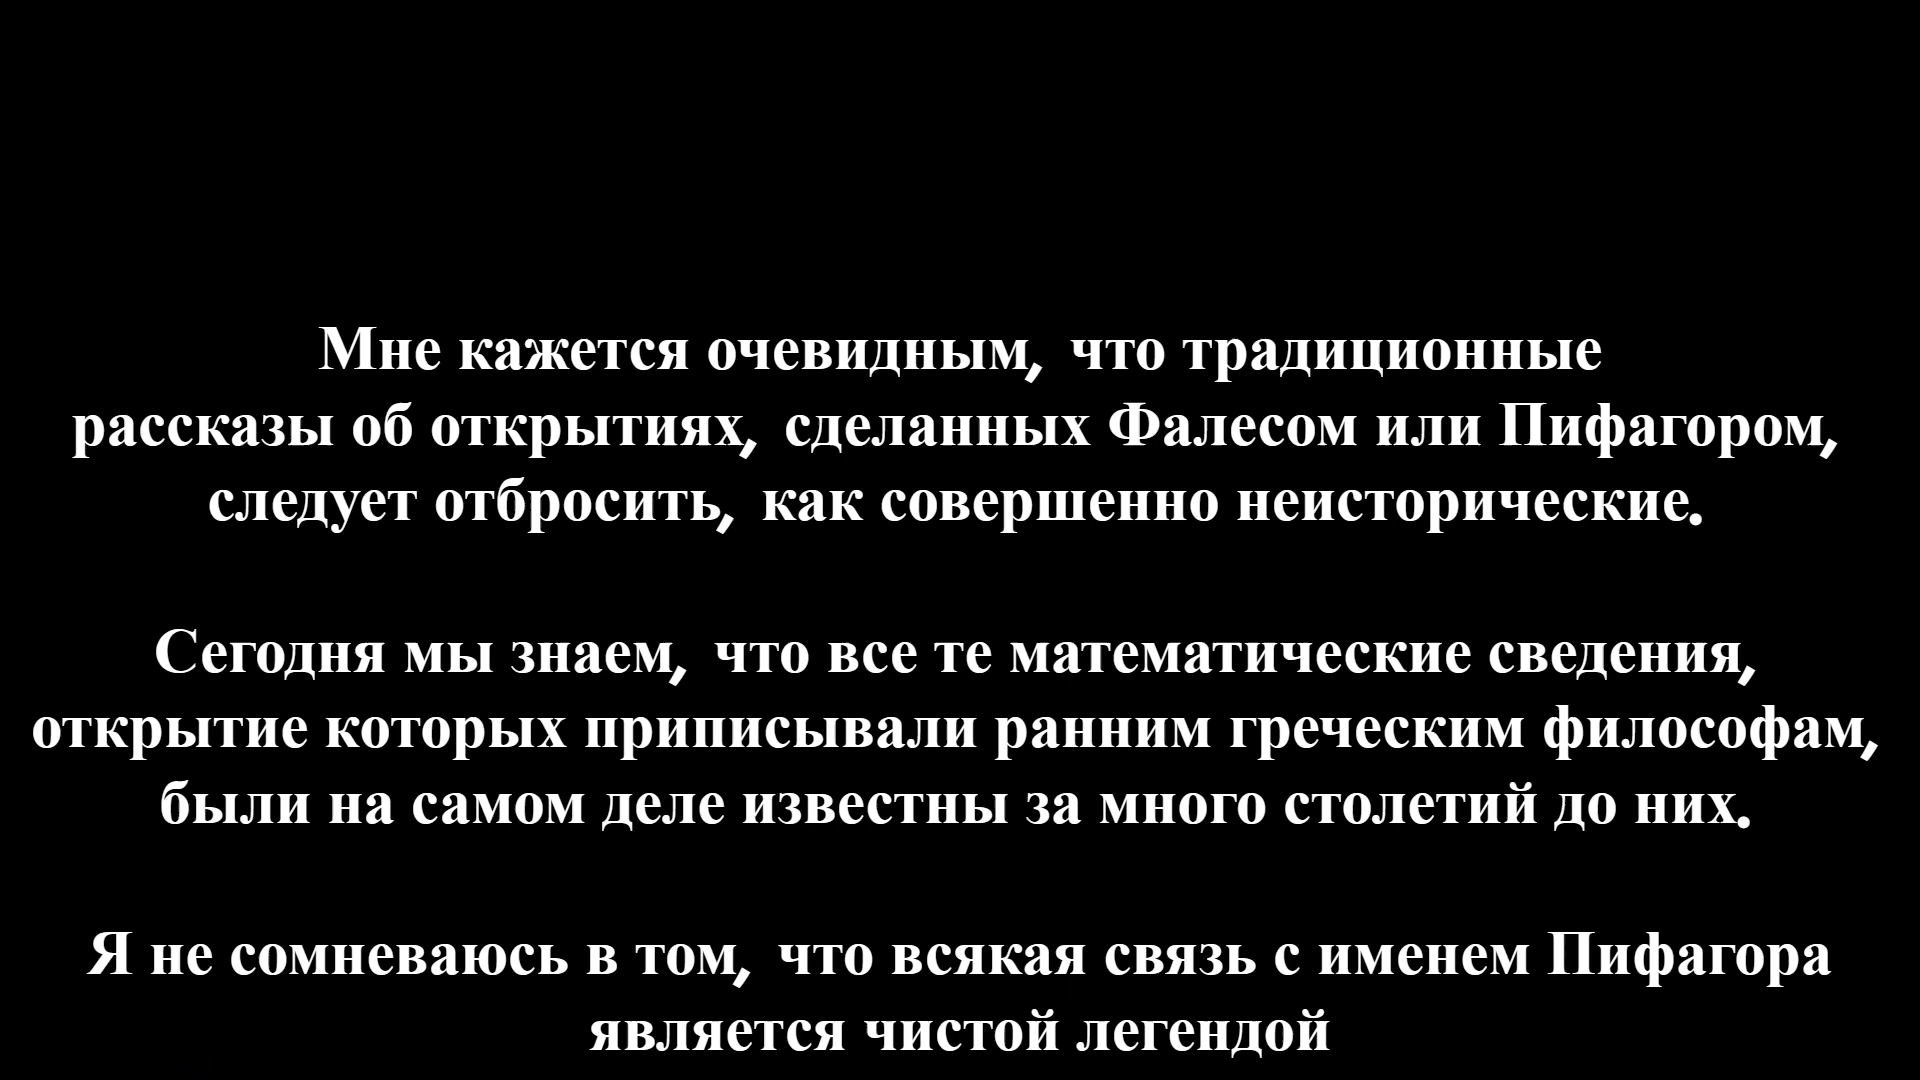 Мне кажется очевидным, что традиционные
рассказы об открытиях, сделанных Фалесом или Пифагором,
следует отбросить, как совершенно неисторические.
Сегодня мы знаем, что все те математические сведения,
открытие которых приписывали ранним греческим философам,
были на самом деле известны за много столетий до них.
Я не сомневаюсь в том, что всякая связь с именем Пифагора
является чистой легендой